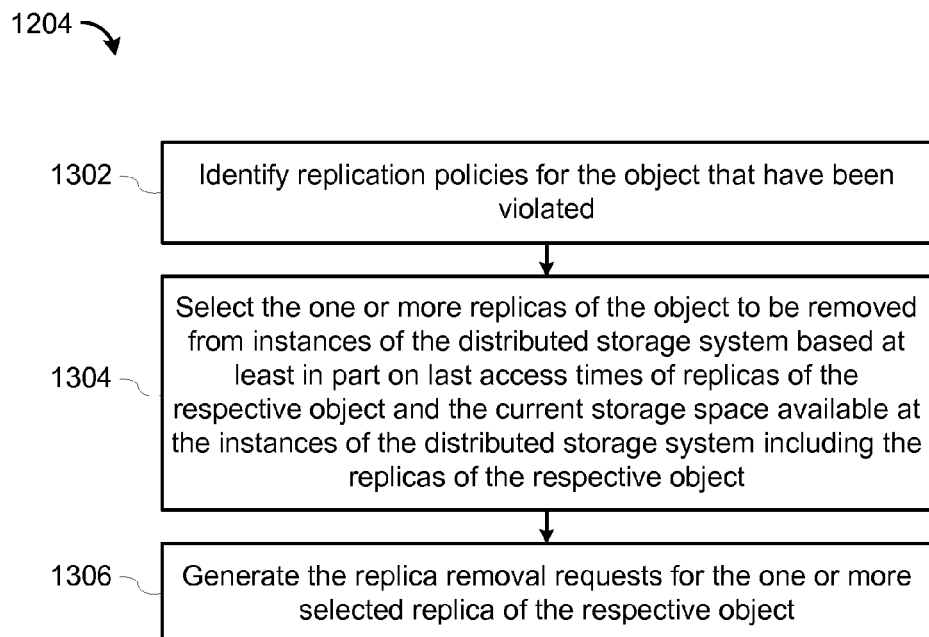 1204
1302
Identify replication policies for the object that have been
violated
1304
Select the one or more replicas of the object to be removed
from instances of the distributed storage system based at
least in part on last access times of replicas of the
respective object and the current storage space available at
the instances of the distributed storage system including the
replicas of the respective object
1306
Generate the replica removal requests for the one or more
selected replica of the respective object